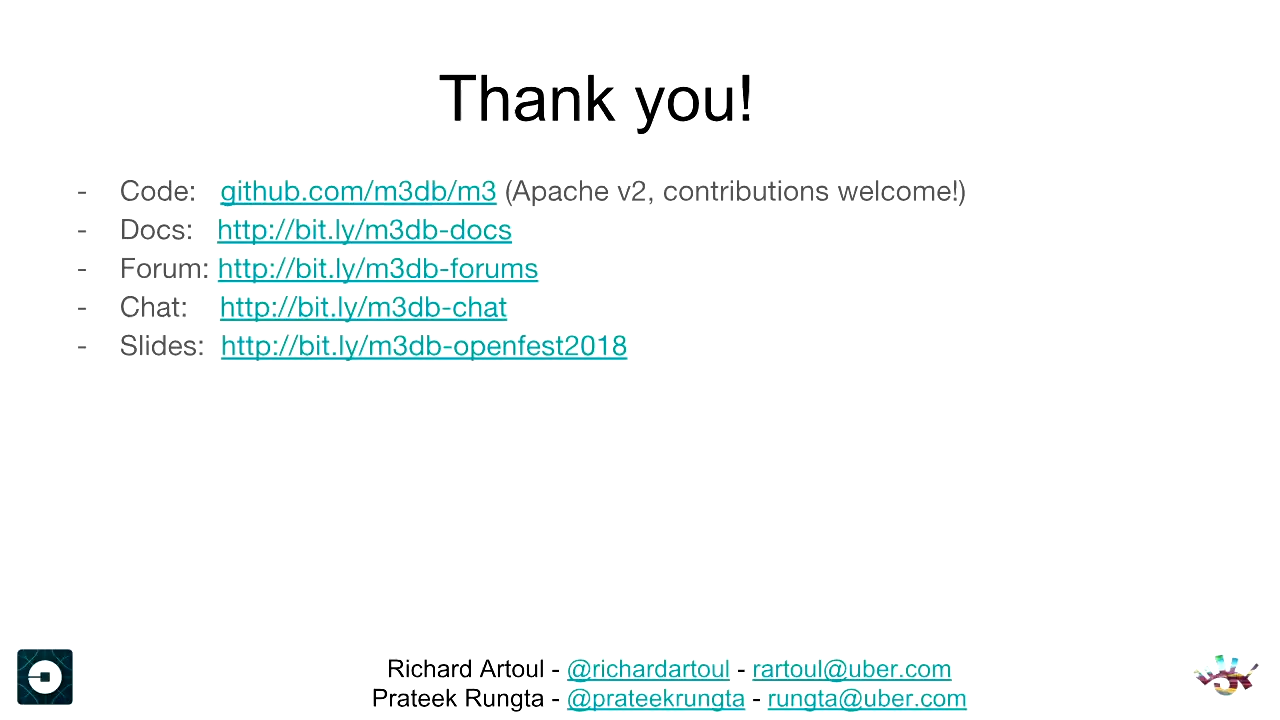 Thank you!
- Code: github.com/m3db/m3 (Apache v2, contributions welcome!)
- Docs: http://bit.ly/m3db-docs
- Forum: http://bit.ly/m3db-forums
- Chat: http://bit.ly/m3db-chat
- Slides: http://bit.ly/m3db-openfest2018
Richard Artoul - @richardartoul - rartoul@uber.com
Prateek Rungta - @prateekrungta - rungta@uber.com